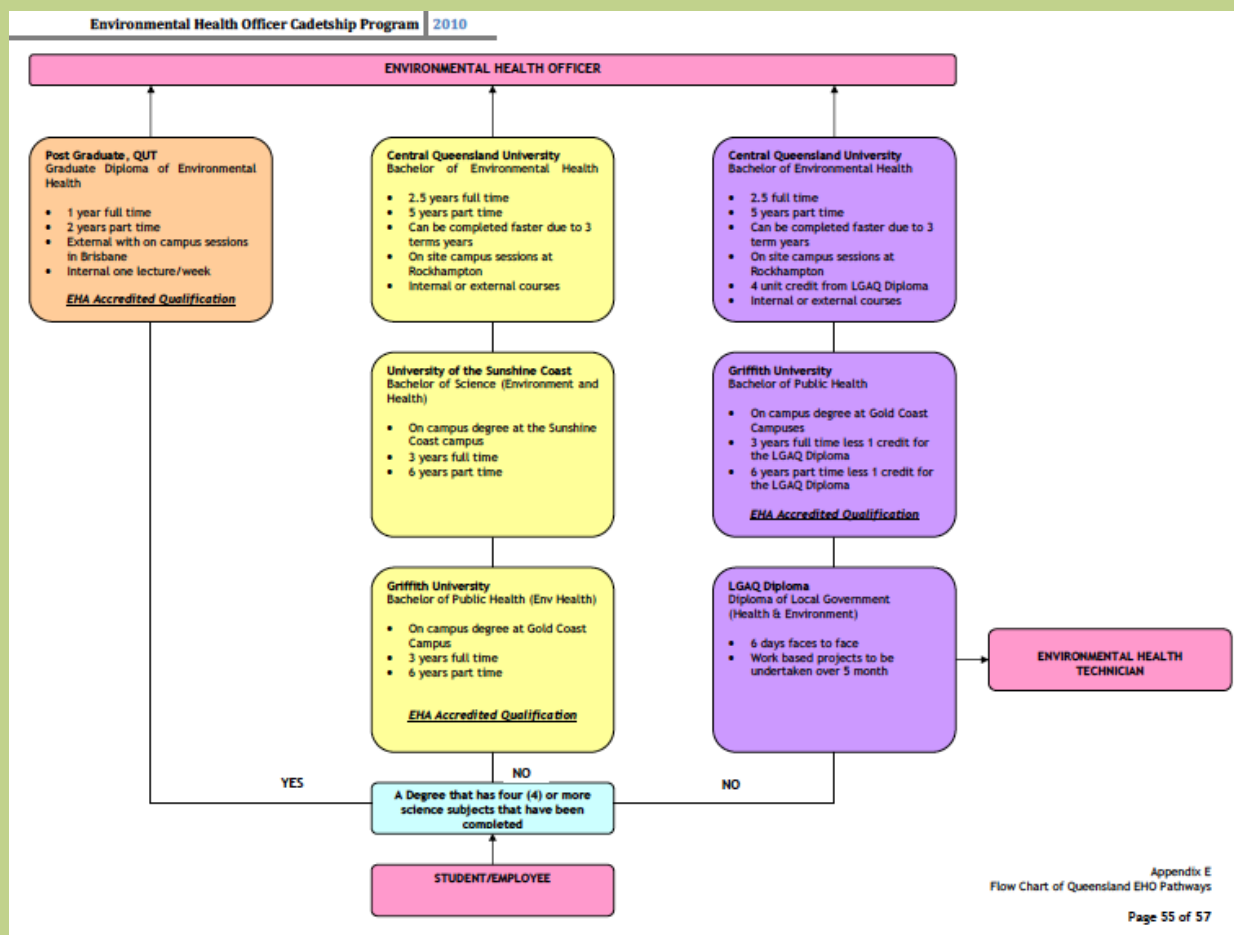 Environmental Health Officer Cadetship Program 2010
ENVIRONMENTAL HEALTH OFFICER
Post Graduate, QUT
Graduate Diploma of Environmental
Health
• 1 year full time
• 2 years part time
• External with on campus sessions
in Brisbane
• Internal one lecture/week
EHA Accredited Qualification
Central Queensland University
Bachelor of Environmental Health
• 2.5 years full time
• 5 years part time
• Can be completed faster due to 3
terms years
• On site campus sessions at
Rockhampton
• Internal or external courses
Central Queensland University
Bachelor of Environmental Health
• 2.5 full time
• 5 years part time
• Can be completed faster due to 3
term years
• On site campus sessions at
Rockhampton
• 4 unit credit from LGAQ Diploma
• Internal or external courses
University of the Sunshine Coast
Bachelor of Science (Environment and
Health)
• On campus degree at the Sunshine
Coast campus
• 3 years full time
• 6 years part time
Griffith University
Bachelor of Public Health
• On campus degree at Gold Coast
Campuses
• 3 years full time less 1 credit for
the LGAQ Diploma
• 6 years part time less 1 credit for
the LGAQ Diploma
EHA Accredited Qualification
Griffith University
Bachelor of Public Health (Env Health)
• On campus degree at Gold Coast
Campus
• 3 years full time
• 6 years part time
EHA Accredited Qualification
LGAQ Diploma
Diploma of Local Government
(Health & Environment)
• 6 days faces to face
• Work based projects to be
undertaken over 5 month
ENVIRONMENTAL HEALTH
TECHNICIAN
YES
NO
NO
A Degree that has four (4) or more
science subjects that have been
completed
STUDENT/EMPLOYEE
Appendix E
Flow Chart of Queensland EHO Pathways
Page 55 of 57